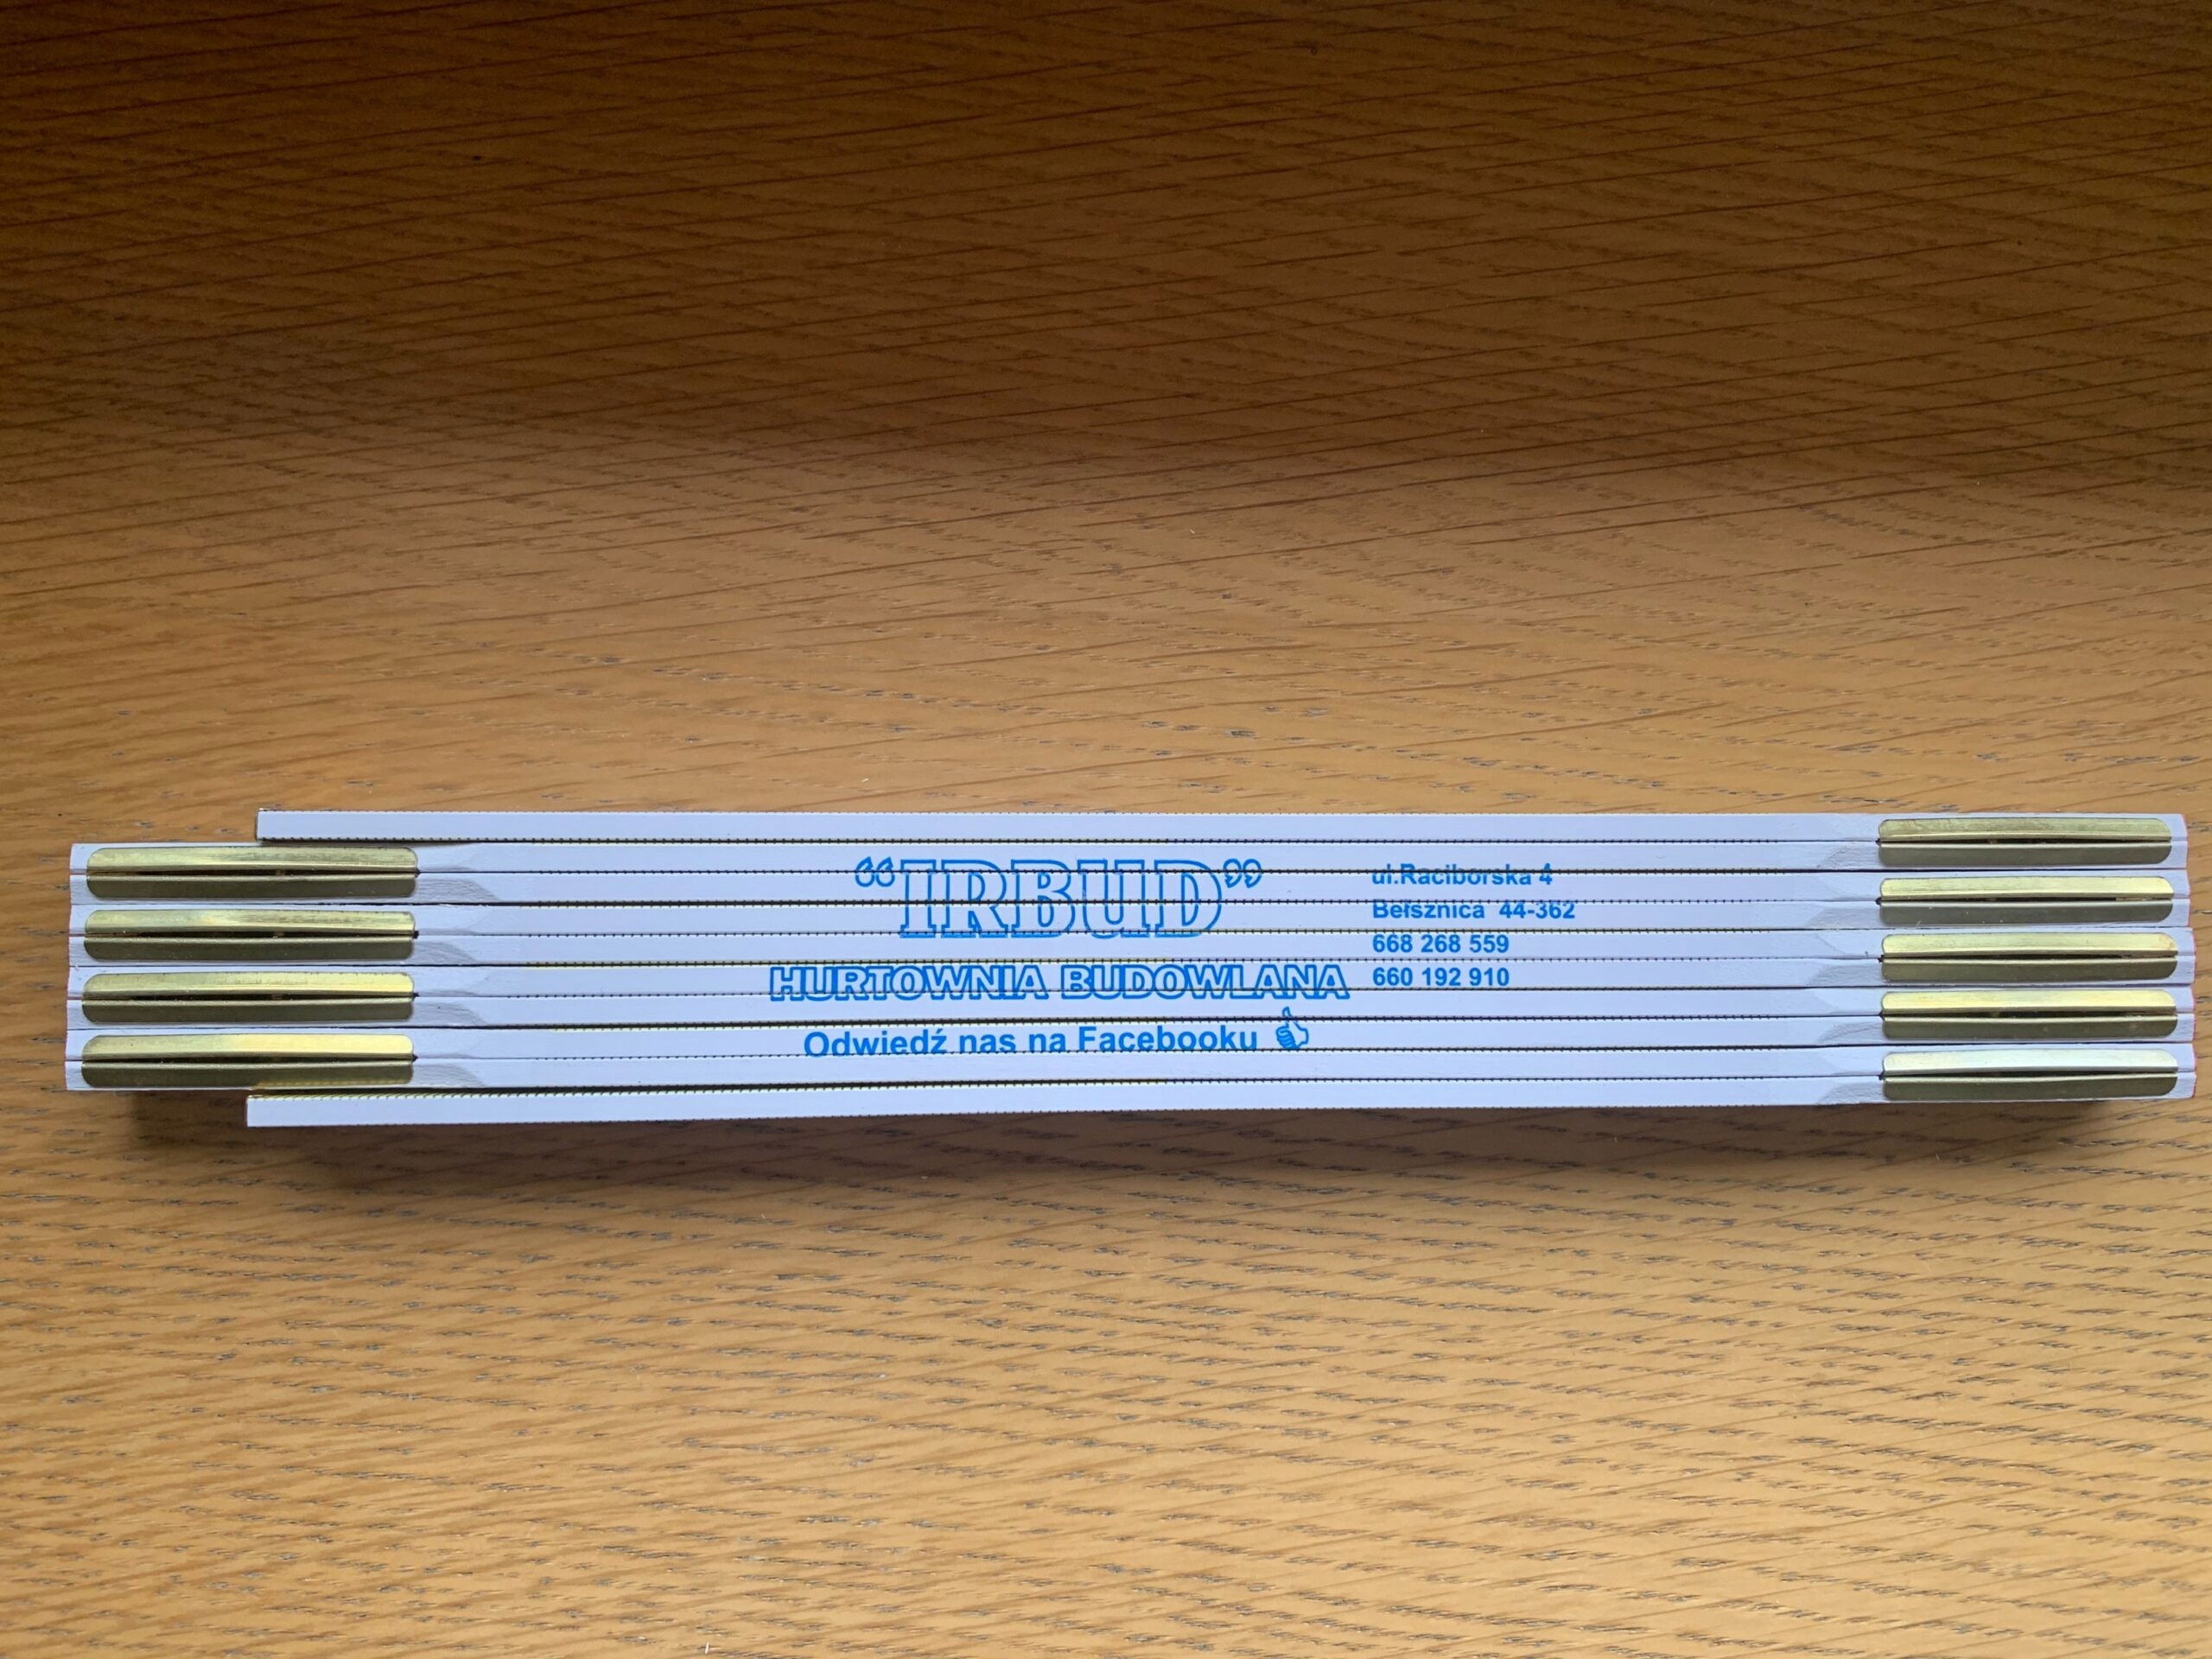 “IRBUD”
HURTOWNIA BUDOWLANA
Odwiedź nas na Facebooku
ul.Raciborska 4
Bełsznica 44-362
668 268 559
660 192 910